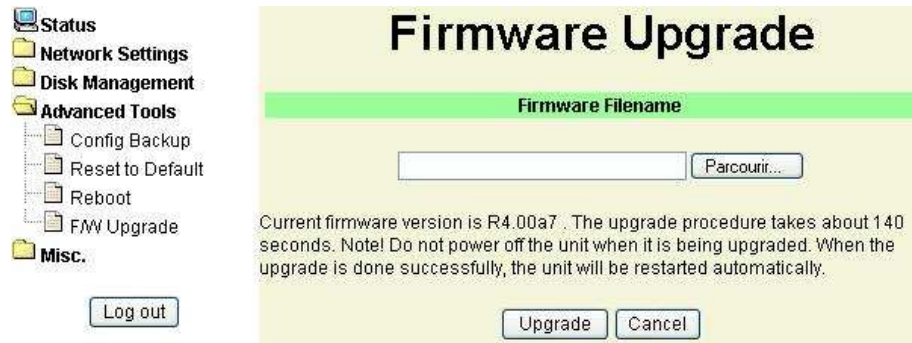 Status
Network Settings
Disk Management
Advanced Tools
Config Backup
Reset to Default
Reboot
F/W Upgrade
Misc.
Log out
Firmware Upgrade
Firmware Filename
Parcourir...
Current firmware version is R4.00a7 . The upgrade procedure takes about 140
seconds. Note! Do not power off the unit when it is being upgraded. When the
upgrade is done successfully, the unit will be restarted automatically.
Upgrade Cancel